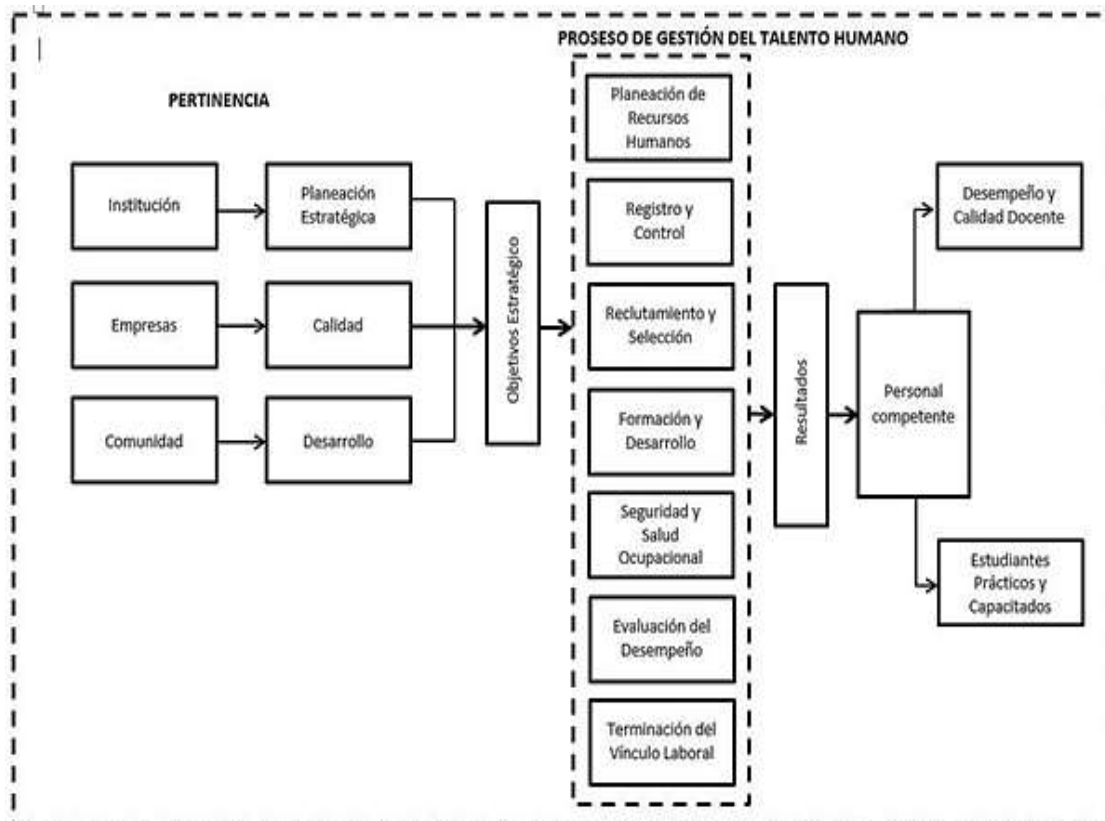 PROSESO DE GESTIÓN DEL TALENTO HUMANO
PERTINENCIA
Institución
Planeación
Estratégica
Empresas
Calidad
Comunidad
Desarrollo
Objetivos Estratégico
Planeación de
Recursos
Humanos
Registro y
Control
Reclutamiento y
Selección
Formación y
Desarrollo
Seguridad y
Salud
Ocupacional
Evaluación del
Desempeño
Terminación del
Vínculo Laboral
Resultados
Personal
competente
Desempeño y
Calidad Docente
Estudiantes
Prácticos y
Capacitados